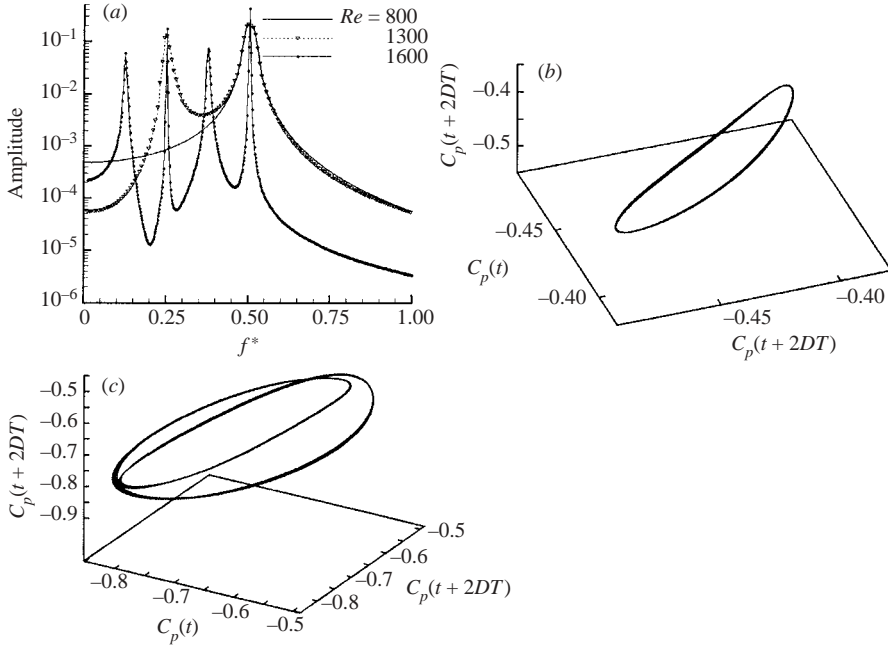 (a)
Re = 800
1300
1600
10⁻¹
10⁻²
10⁻³
10⁻⁴
10⁻⁵
10⁻⁶
Amplitude
0 0.25 0.50 0.75 1.00
f*
(b)
−0.4
−0.5
C_p(t + 2DT)
−0.45
−0.40
C_p(t)
−0.45
−0.40
C_p(t + 2DT)
(c)
−0.5
−0.6
−0.7
−0.8
−0.9
C_p(t + 2DT)
−0.8
−0.7
−0.6
−0.5
C_p(t)
−0.5
−0.6
−0.7
−0.8
C_p(t + 2DT)